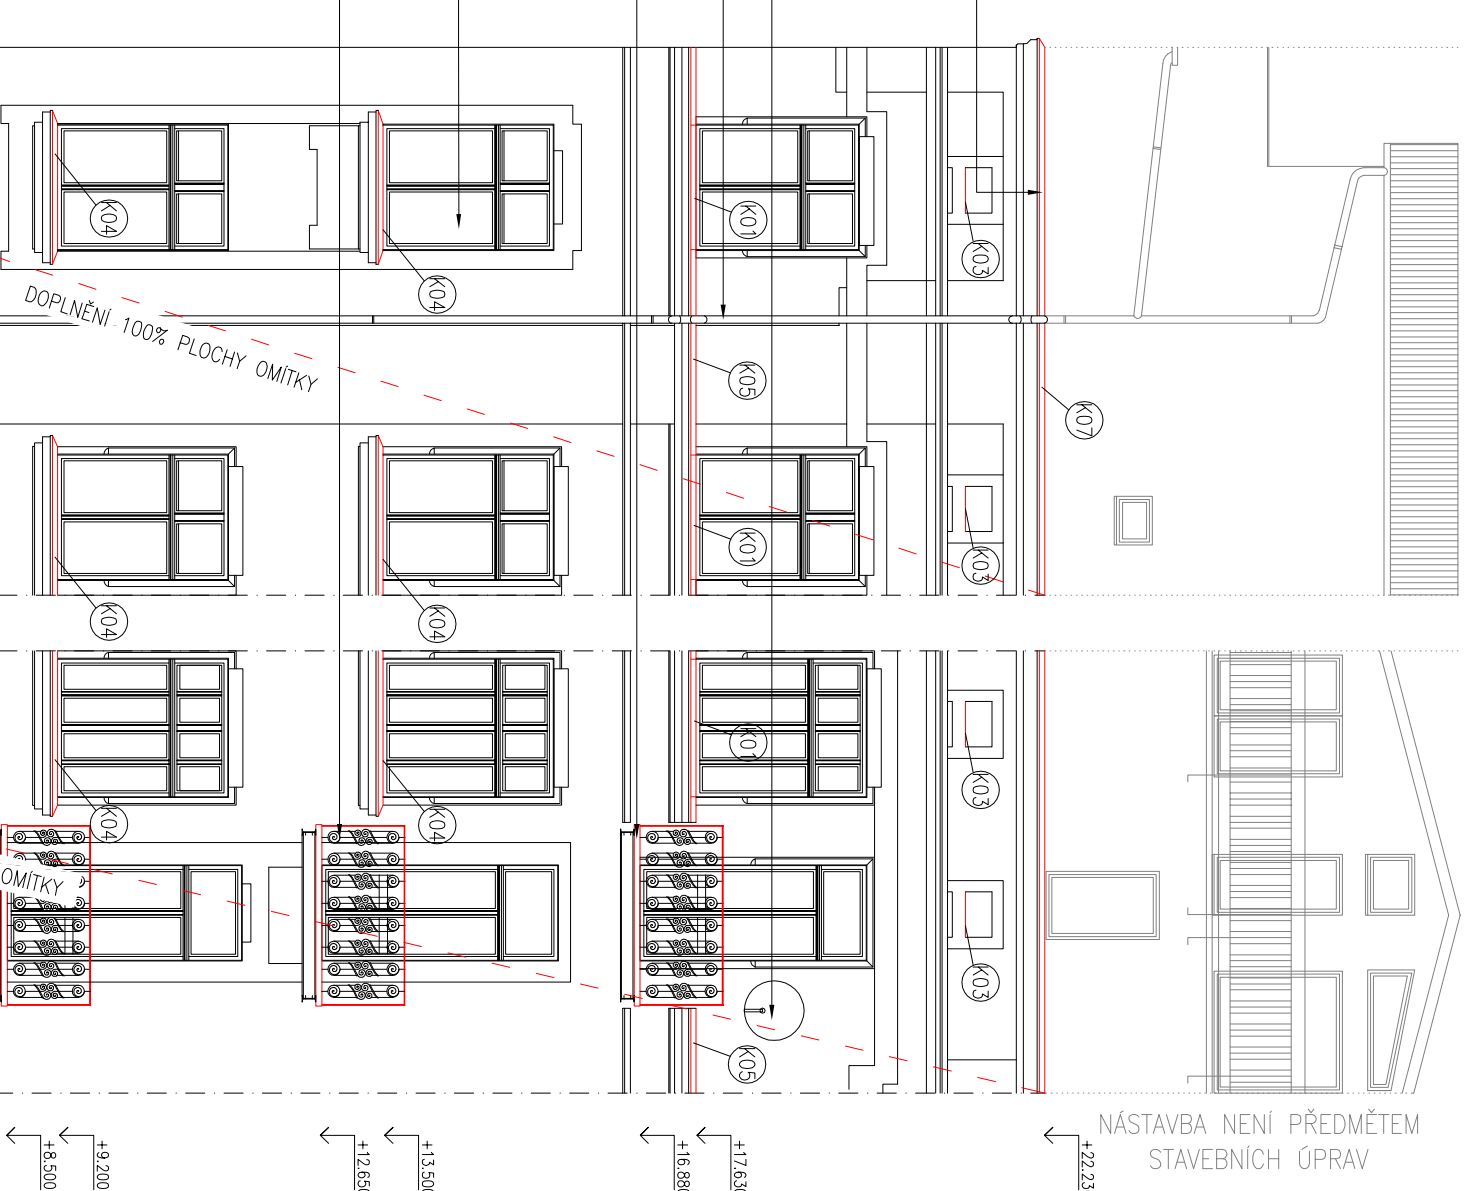 K04
K04
K01
K03
DOPLNĚNÍ 100% PLOCHY OMÍTKY
K05
K07
K04
K04
K01
K03
K04
K04
K01
K03
OMÍTKY
K03
K05
NÁSTAVBA NENÍ PŘEDMĚTEM
STAVEBNÍCH ÚPRAV
+8.500
+9.200
+12.650
+13.500
+16.880
+17.630
+22.23